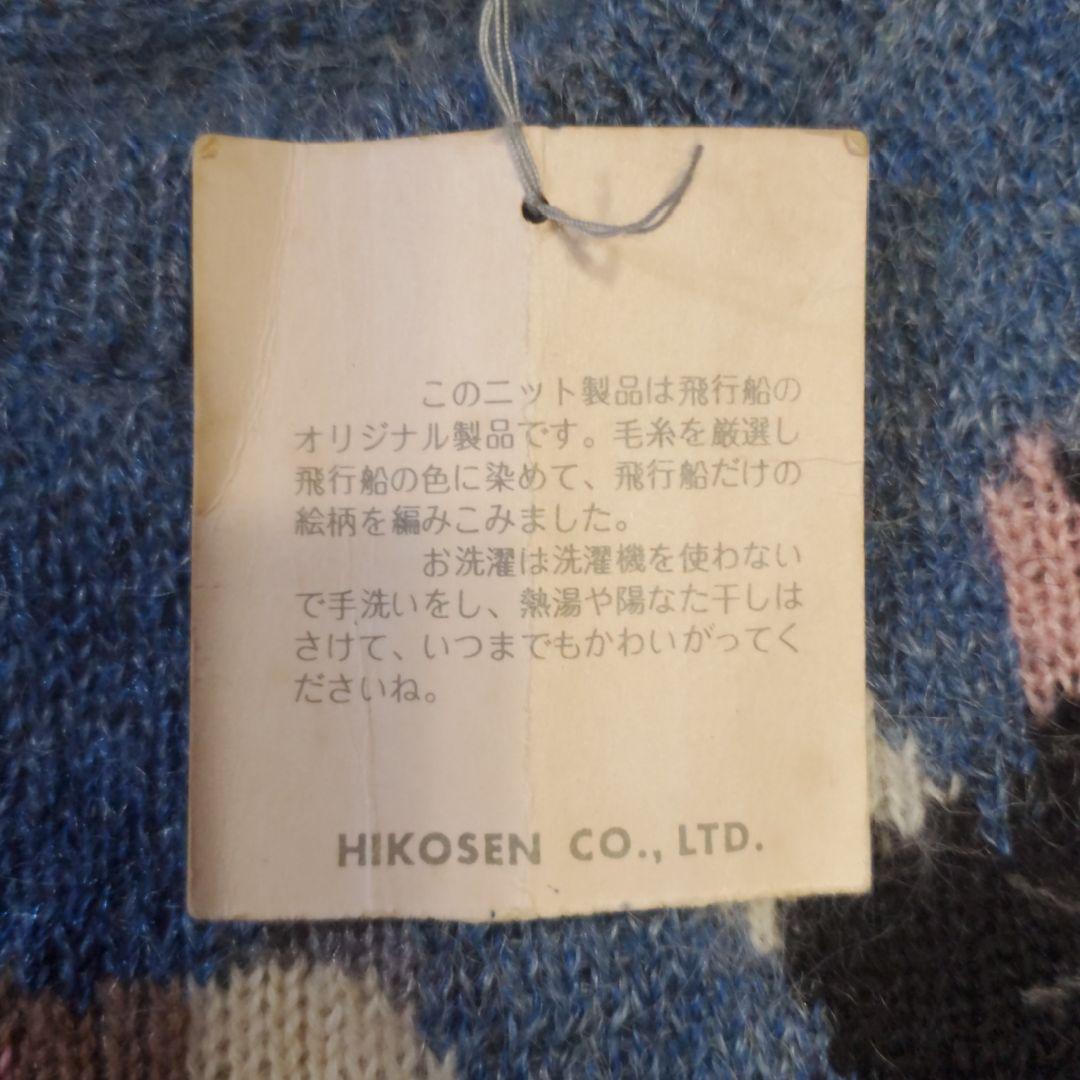 このニット製品は飛行船の
オリジナル製品です。毛糸を厳選し
飛行船の色に染めて、飛行船だけの
絵柄を編みこみました。
お洗濯は洗濯機を使わない
で手洗いをし、熱湯や陽なた干しは
さけて、いつまでもかわいがってく
ださいね。
HIKOSEN CO., LTD.